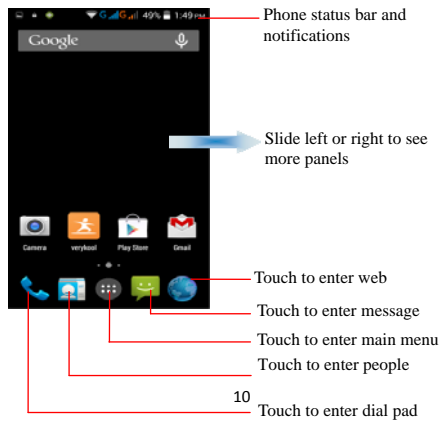 G G 49% 1:49 PM
Phone status bar and
notifications
Google
Slide left or right to see
more panels
Camera verykool Play Store Gmail
Touch to enter web
Touch to enter message
Touch to enter main menu
Touch to enter people
10
Touch to enter dial pad